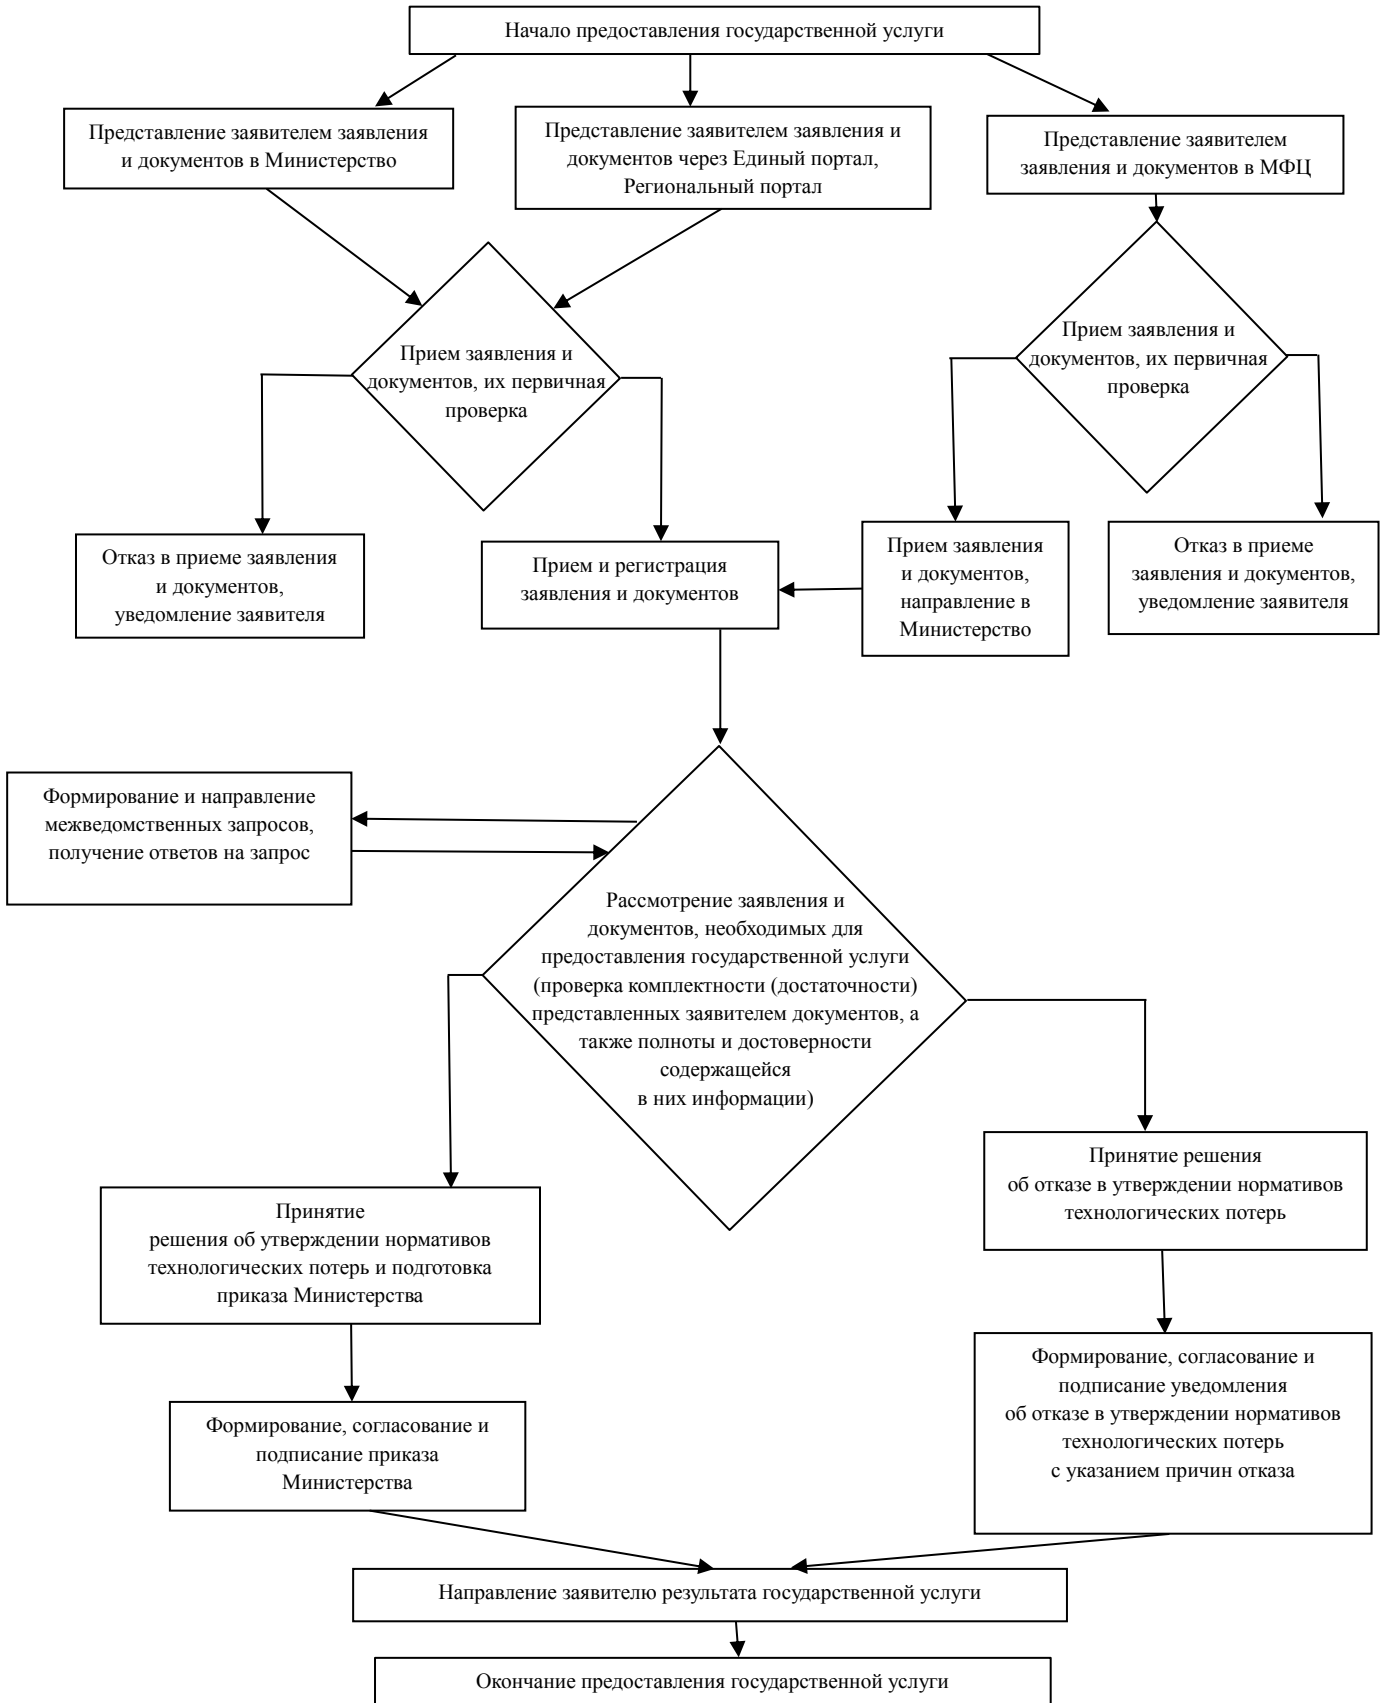 Начало предоставления государственной услуги
Представление заявителем заявления
и документов в Министерство
Представление заявителем заявления и
документов через Единый портал,
Региональный портал
Представление заявителем
заявления и документов в МФЦ
Прием заявления и
документов, их первичная
проверка
Прием заявления и
документов, их первичная
проверка
Отказ в приеме заявления
и документов,
уведомление заявителя
Прием и регистрация
заявления и документов
Прием заявления
и документов,
направление в
Министерство
Отказ в приеме
заявления и документов,
уведомление заявителя
Формирование и направление
межведомственных запросов,
получение ответов на запрос
Рассмотрение заявления и
документов, необходимых для
предоставления государственной услуги
(проверка комплектности (достаточности)
представленных заявителем документов, а
также полноты и достоверности
содержащейся
в них информации)
Принятие
решения об утверждении нормативов
технологических потерь и подготовка
приказа Министерства
Принятие решения
об отказе в утверждении нормативов
технологических потерь
Формирование, согласование и
подписание приказа
Министерства
Формирование, согласование и
подписание уведомления
об отказе в утверждении нормативов
технологических потерь
с указанием причин отказа
Направление заявителю результата государственной услуги
Окончание предоставления государственной услуги